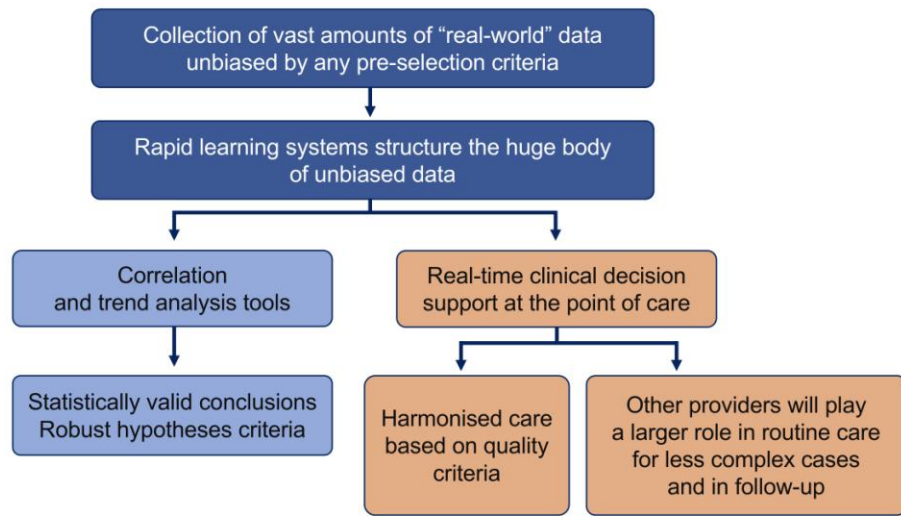 Collection of vast amounts of “real-world” data
unbiased by any pre-selection criteria
Rapid learning systems structure the huge body
of unbiased data
Correlation
and trend analysis tools
Real-time clinical decision
support at the point of care
Statistically valid conclusions
Robust hypotheses criteria
Harmonised care
based on quality
criteria
Other providers will play
a larger role in routine care
for less complex cases
and in follow-up